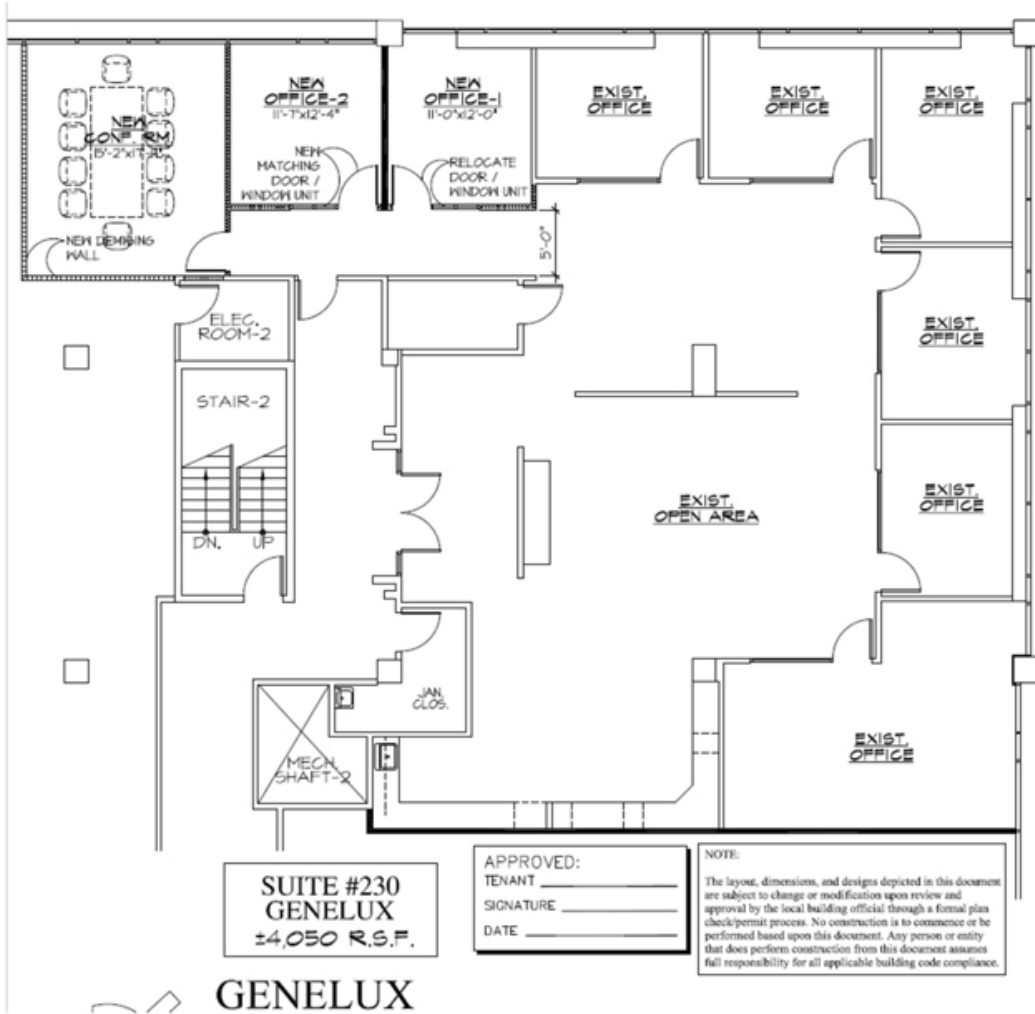 NEW
CONF. RM
NEW
OFFICE-2
11'-7"x12'-4"
NEW
OFFICE-1
11'-0"x12'-0"
EXIST.
OFFICE
EXIST.
OFFICE
EXIST.
OFFICE
NEW
MATCHING
DOOR /
WINDOW UNIT
RELOCATE
DOOR /
WINDOW UNIT
NEW DEMISING
WALL
5'-0"
ELEC.
ROOM-2
STAIR-2
DN.
UP
EXIST.
OFFICE
EXIST.
OFFICE
EXIST.
OPEN AREA
JAN.
CLOS.
MECH.
SHAFT-2
EXIST.
OFFICE
SUITE #230
GENELUX
±4,050 R.S.F.
APPROVED:
TENANT
SIGNATURE
DATE
NOTE:
The layout, dimensions, and designs depicted in this document
are subject to change or modification upon review and
approval by the local building official through a formal plan
check/permit process. No construction is to commence or be
performed based upon this document. Any person or entity
that does perform construction from this document assumes
full responsibility for all applicable building code compliance.
GENELUX